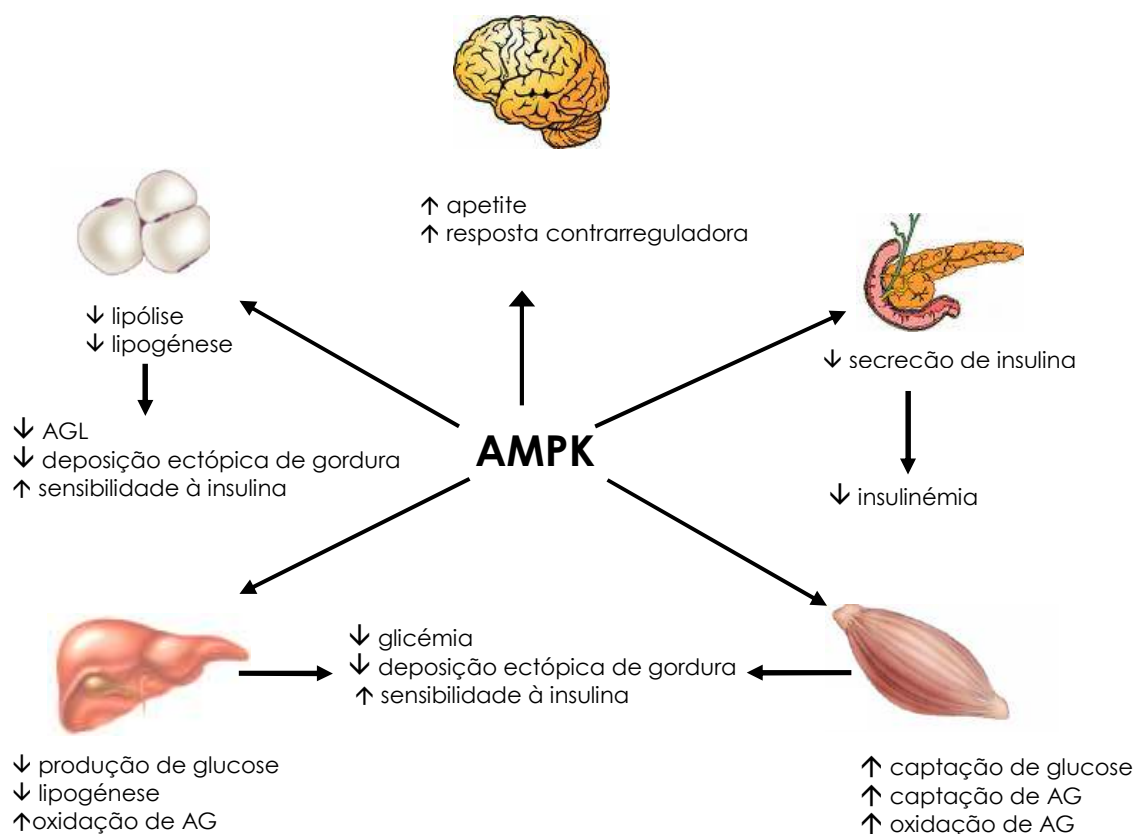 ↑ apetite
↑ resposta contrarreguladora
↓ lipólise
↓ lipogénese
↓ AGL
↓ deposição ectópica de gordura
↑ sensibilidade à insulina
↓ secrecão de insulina
↓ insulinémia
AMPK
↓ glicémia
↓ deposição ectópica de gordura
↑ sensibilidade à insulina
↓ produção de glucose
↓ lipogénese
↑oxidação de AG
↑ captação de glucose
↑ captação de AG
↑ oxidação de AG